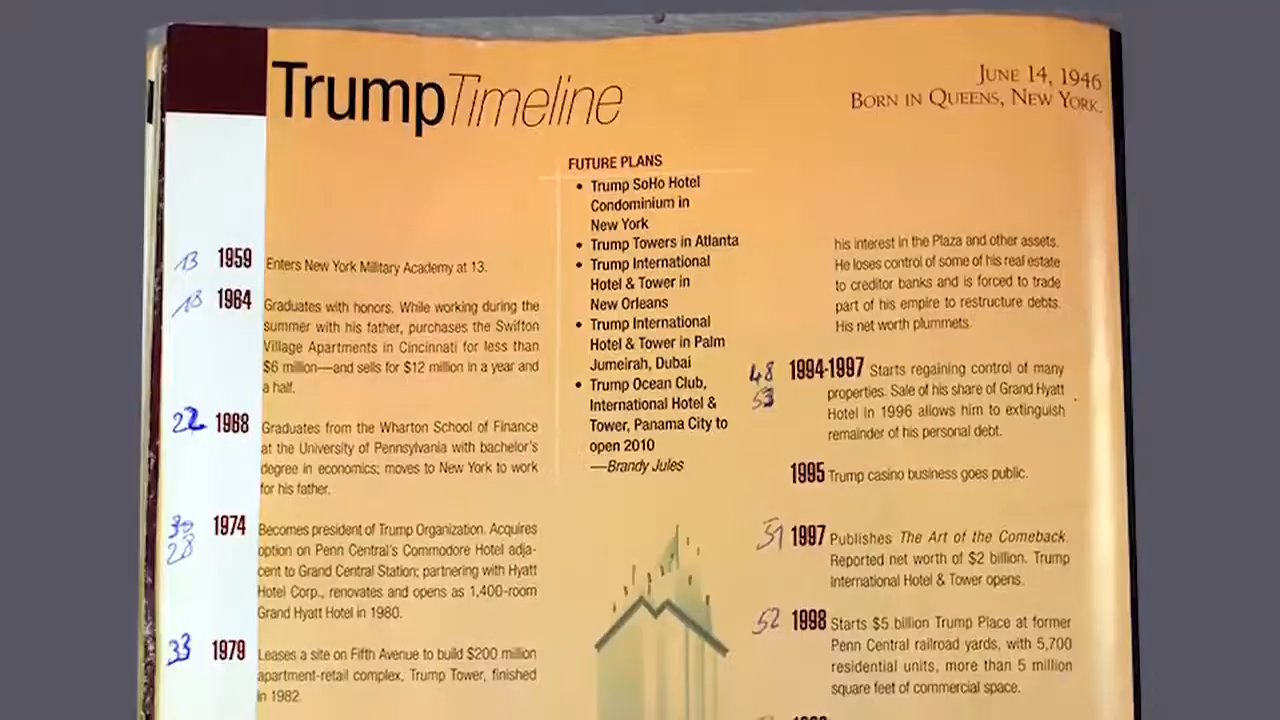 TrumpTimeline
JUNE 14, 1946
BORN IN QUEENS, NEW YORK.
13 1959 Enters New York Military Academy at 13.
18 1964 Graduates with honors. While working during the
summer with his father, purchases the Swifton
Village Apartments in Cincinnati for less than
$6 million—and sells for $12 million in a year and
a half.
22 1968 Graduates from the Wharton School of Finance
at the University of Pennsylvania with bachelor's
degree in economics; moves to New York to work
for his father.
30
28
1974 Becomes president of Trump Organization. Acquires
option on Penn Central's Commodore Hotel adja-
cent to Grand Central Station; partnering with Hyatt
Hotel Corp., renovates and opens as 1,400-room
Grand Hyatt Hotel in 1980.
33 1979 Leases a site on Fifth Avenue to build $200 million
apartment-retail complex, Trump Tower, finished
in 1982.
FUTURE PLANS
• Trump SoHo Hotel
Condominium in
New York
• Trump Towers in Atlanta
• Trump International
Hotel & Tower in
New Orleans
• Trump International
Hotel & Tower in Palm
Jumeirah, Dubai
• Trump Ocean Club,
International Hotel &
Tower, Panama City to
open 2010
—Brandy Jules
his interest in the Plaza and other assets.
He loses control of some of his real estate
to creditor banks and is forced to trade
part of his empire to restructure debts.
His net worth plummets.
48
53
1994-1997 Starts regaining control of many
properties. Sale of his share of Grand Hyatt
Hotel in 1996 allows him to extinguish
remainder of his personal debt.
1995 Trump casino business goes public.
51 1997 Publishes The Art of the Comeback.
Reported net worth of $2 billion. Trump
International Hotel & Tower opens.
52 1998 Starts $5 billion Trump Place at former
Penn Central railroad yards, with 5,700
residential units, more than 5 million
square feet of commercial space.